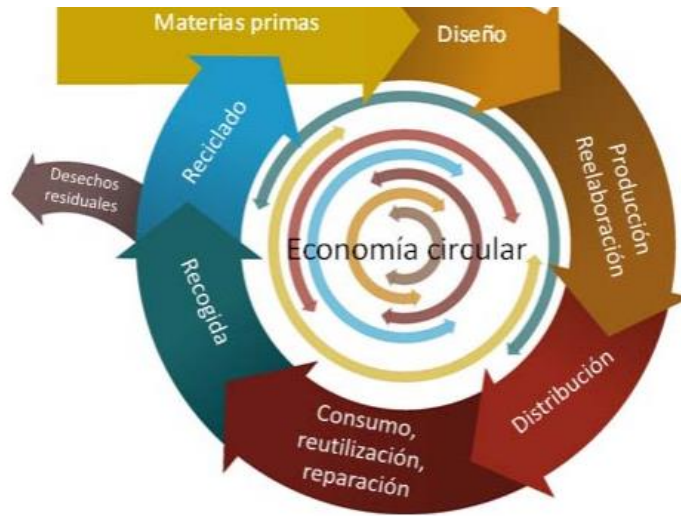 Materias primas
Diseño
Producción
Reelaboración
Distribución
Consumo,
reutilización,
reparación
Recogida
Reciclado
Desechos
residuales
Economía circular